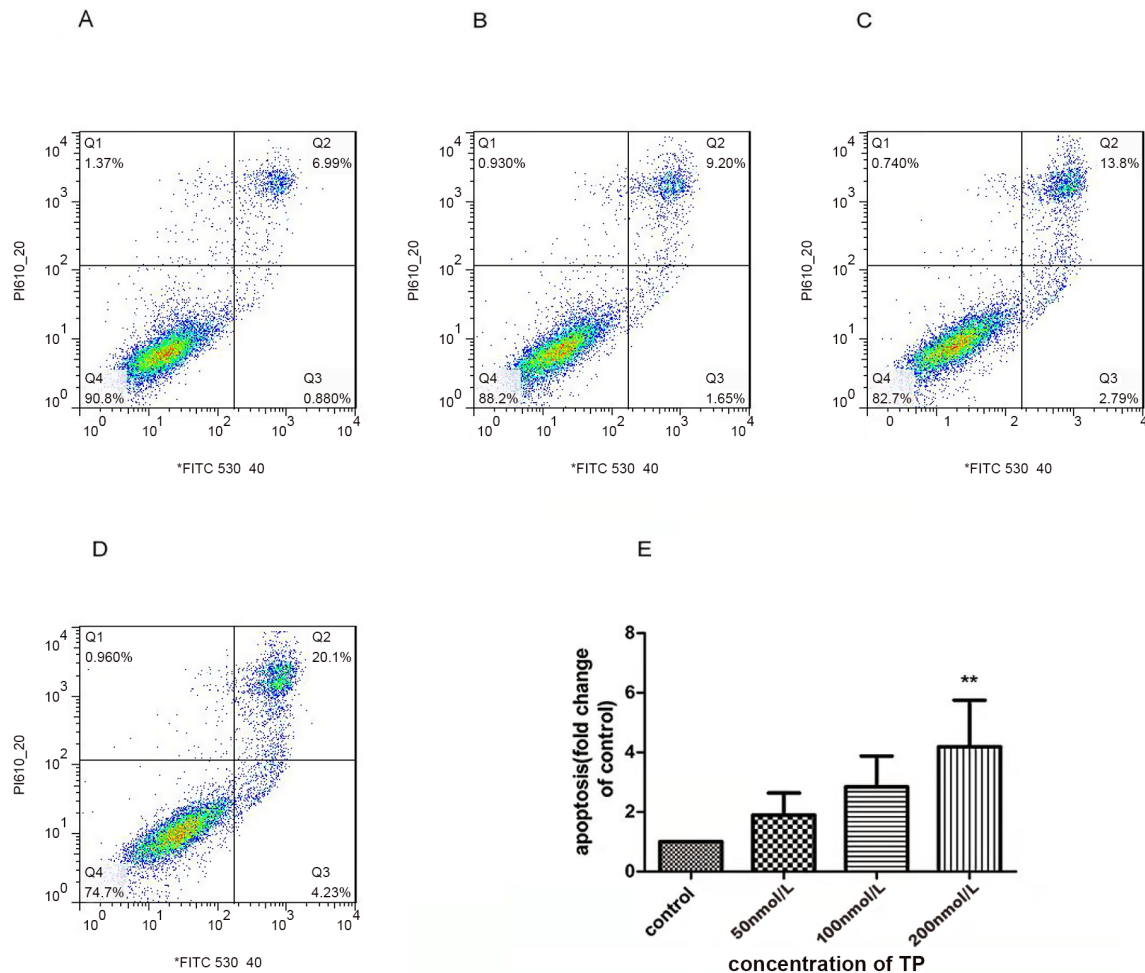 A
B
C
Q1
1.37%
Q2
6.99%
Q4
90.8%
Q3
0.880%
10^4
10^3
10^2
10^1
10^0
PI610_20
10^0 10^1 10^2 10^3 10^4
*FITC 530 40
Q1
0.930%
Q2
9.20%
Q4
88.2%
Q3
1.65%
10^4
10^3
10^2
10^1
10^0
PI610_20
10^0 10^1 10^2 10^3 10^4
*FITC 530 40
Q1
0.740%
Q2
13.8%
Q4
82.7%
Q3
2.79%
10^4
10^3
10^2
10^1
10^0
PI610_20
0 1 2 3 4
*FITC 530 40
D
E
Q1
0.960%
Q2
20.1%
Q4
74.7%
Q3
4.23%
10^4
10^3
10^2
10^1
10^0
PI610_20
10^0 10^1 10^2 10^3 10^4
*FITC 530 40
apoptosis(fold change
of control)
8
6
4
2
0
**
control
50nmol/L
100nmol/L
200nmol/L
concentration of TP